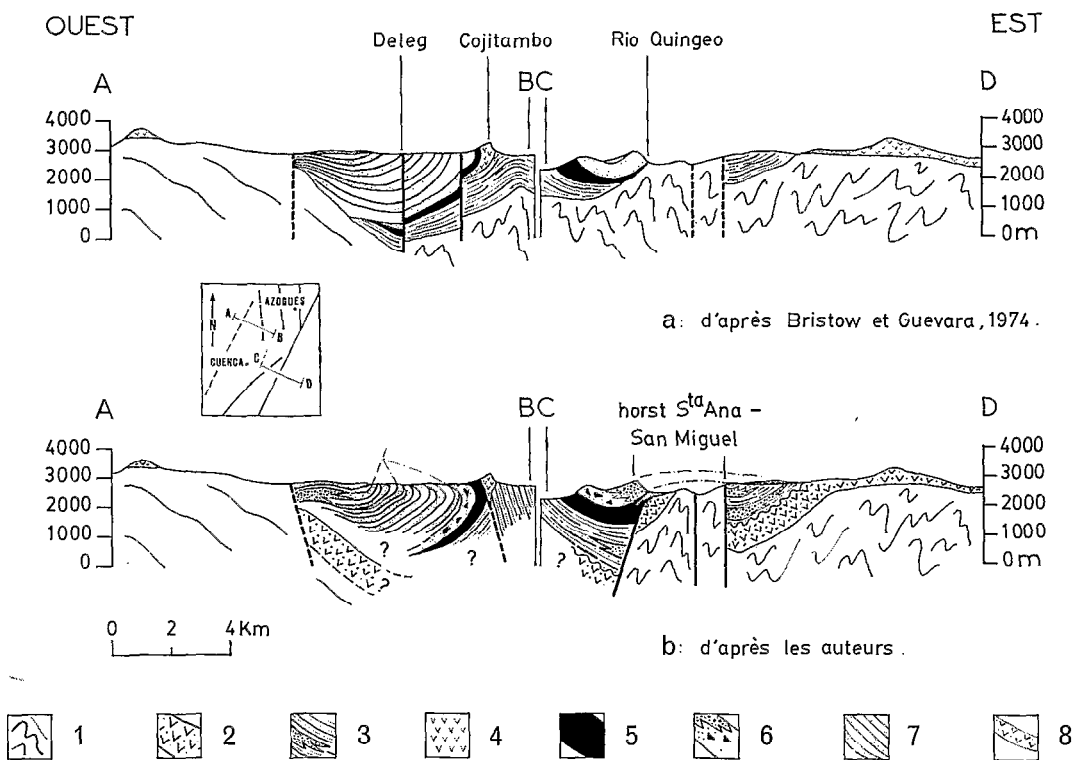 OUEST
EST
Deleg
Cojitambo
Rio Quingeo
A
BC
D
4000
3000
2000
1000
0
4000
3000
2000
1000
0m
AZOGUES
A
N
B
CUENCA
C
D
a: d'après Bristow et Guevara, 1974.
A
BC
horst Sta Ana –
San Miguel
D
4000
3000
2000
1000
0
4000
3000
2000
1000
0m
?
?
?
?
0 2 4 Km
b: d'après les auteurs.
1 2 3 4 5 6 7 8